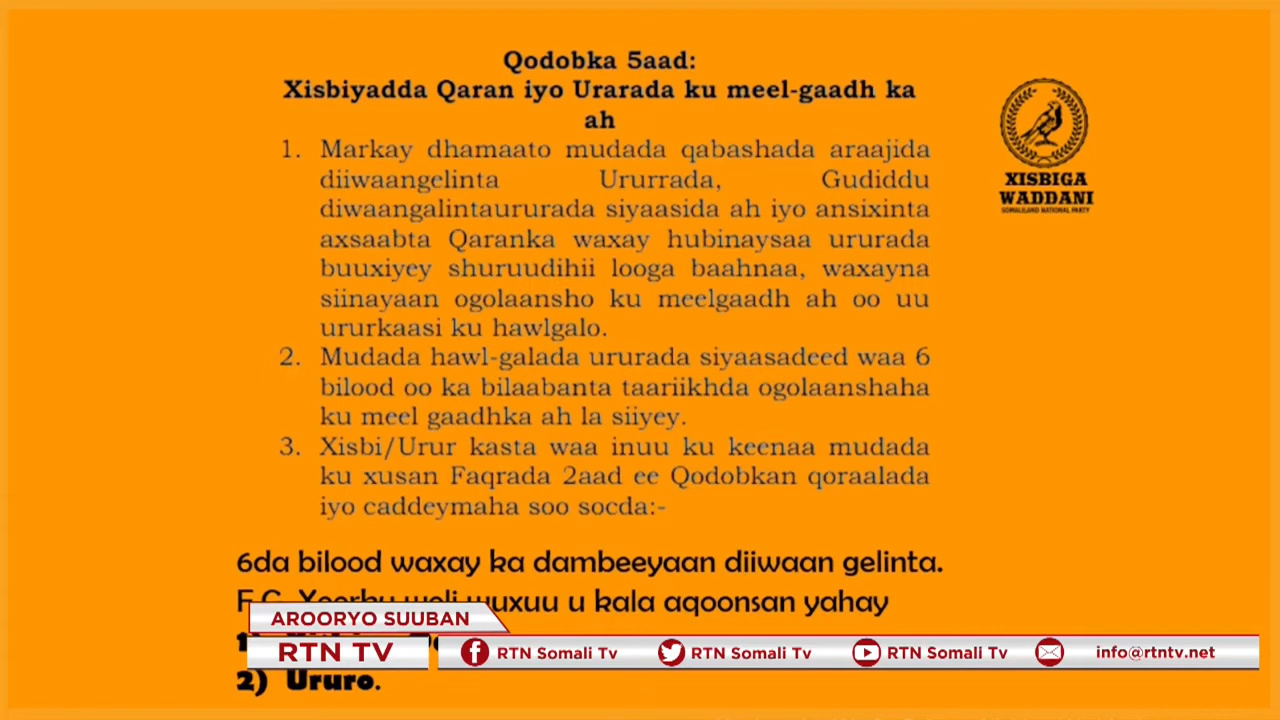 Qodobka 5aad:
Xisbiyadda Qaran iyo Urarada ku meel-gaadh ka
ah
1. Markay dhamaato mudada qabashada araajida
diiwaangelinta Ururrada, Gudiddu
diwaangalintaururada siyaasida ah iyo ansixinta
axsaabta Qaranka waxay hubinaysaa ururada
buuxiyey shuruudihii looga baahnaa, waxayna
siinayaan ogolaansho ku meelgaadh ah oo uu
ururkaasi ku hawlgalo.
2. Mudada hawl-galada ururada siyaasadeed waa 6
bilood oo ka bilaabanta taariikhda ogolaanshaha
ku meel gaadhka ah la siiyey.
3. Xisbi/Urur kasta waa inuu ku keenaa mudada
ku xusan Faqrada 2aad ee Qodobkan qoraalada
iyo caddeymaha soo socda:-
XISBIGA
WADDANI
SOMALILAND NATIONAL PARTY
6da bilood waxay ka dambeeyaan diiwaan gelinta.
wuxuu u kala aqoonsan yahay
2) Ururo.
AROORYO SUUBAN
RTN TV
RTN Somali Tv
RTN Somali Tv
RTN Somali Tv
info@rtntv.net